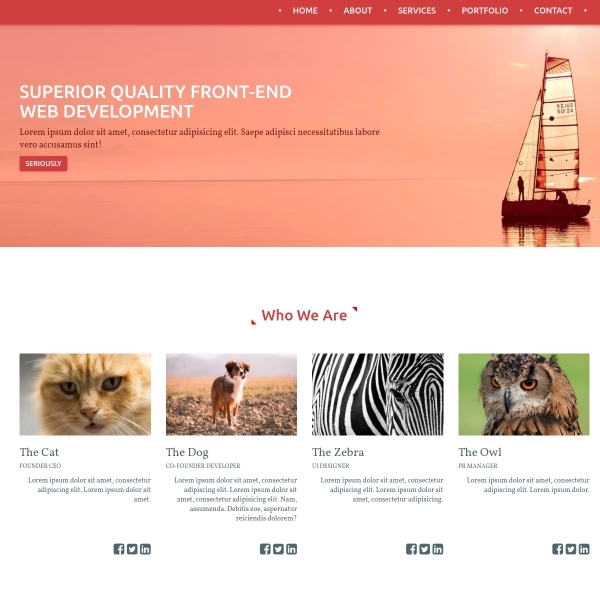 • HOME • ABOUT • SERVICES • PORTFOLIO • CONTACT •
SUPERIOR QUALITY FRONT-END
WEB DEVELOPMENT
Lorem ipsum dolor sit amet, consectetur adipisicing elit. Saepe adipisci necessitatibus labore
vero accusamus sint!
SERIOUSLY
Who We Are
The Cat
FOUNDER CEO
Lorem ipsum dolor sit amet, consectetur
adipisicing elit. Lorem ipsum dolor sit
amet.
The Dog
CO-FOUNDER DEVELOPER
Lorem ipsum dolor sit amet, consectetur
adipisicing elit. Lorem ipsum dolor sit
amet, consectetur adipisicing elit. Nam,
assumenda. Debitis eos, aspernatur
reiciendis dolorem?
The Zebra
UI DESIGNER
Lorem ipsum dolor sit amet, consectetur
adipisicing elit. Lorem ipsum dolor sit
amet, consectetur adipisicing.
The Owl
PR MANAGER
Lorem ipsum dolor sit amet, consectetur
adipisicing elit. Lorem ipsum dolor.